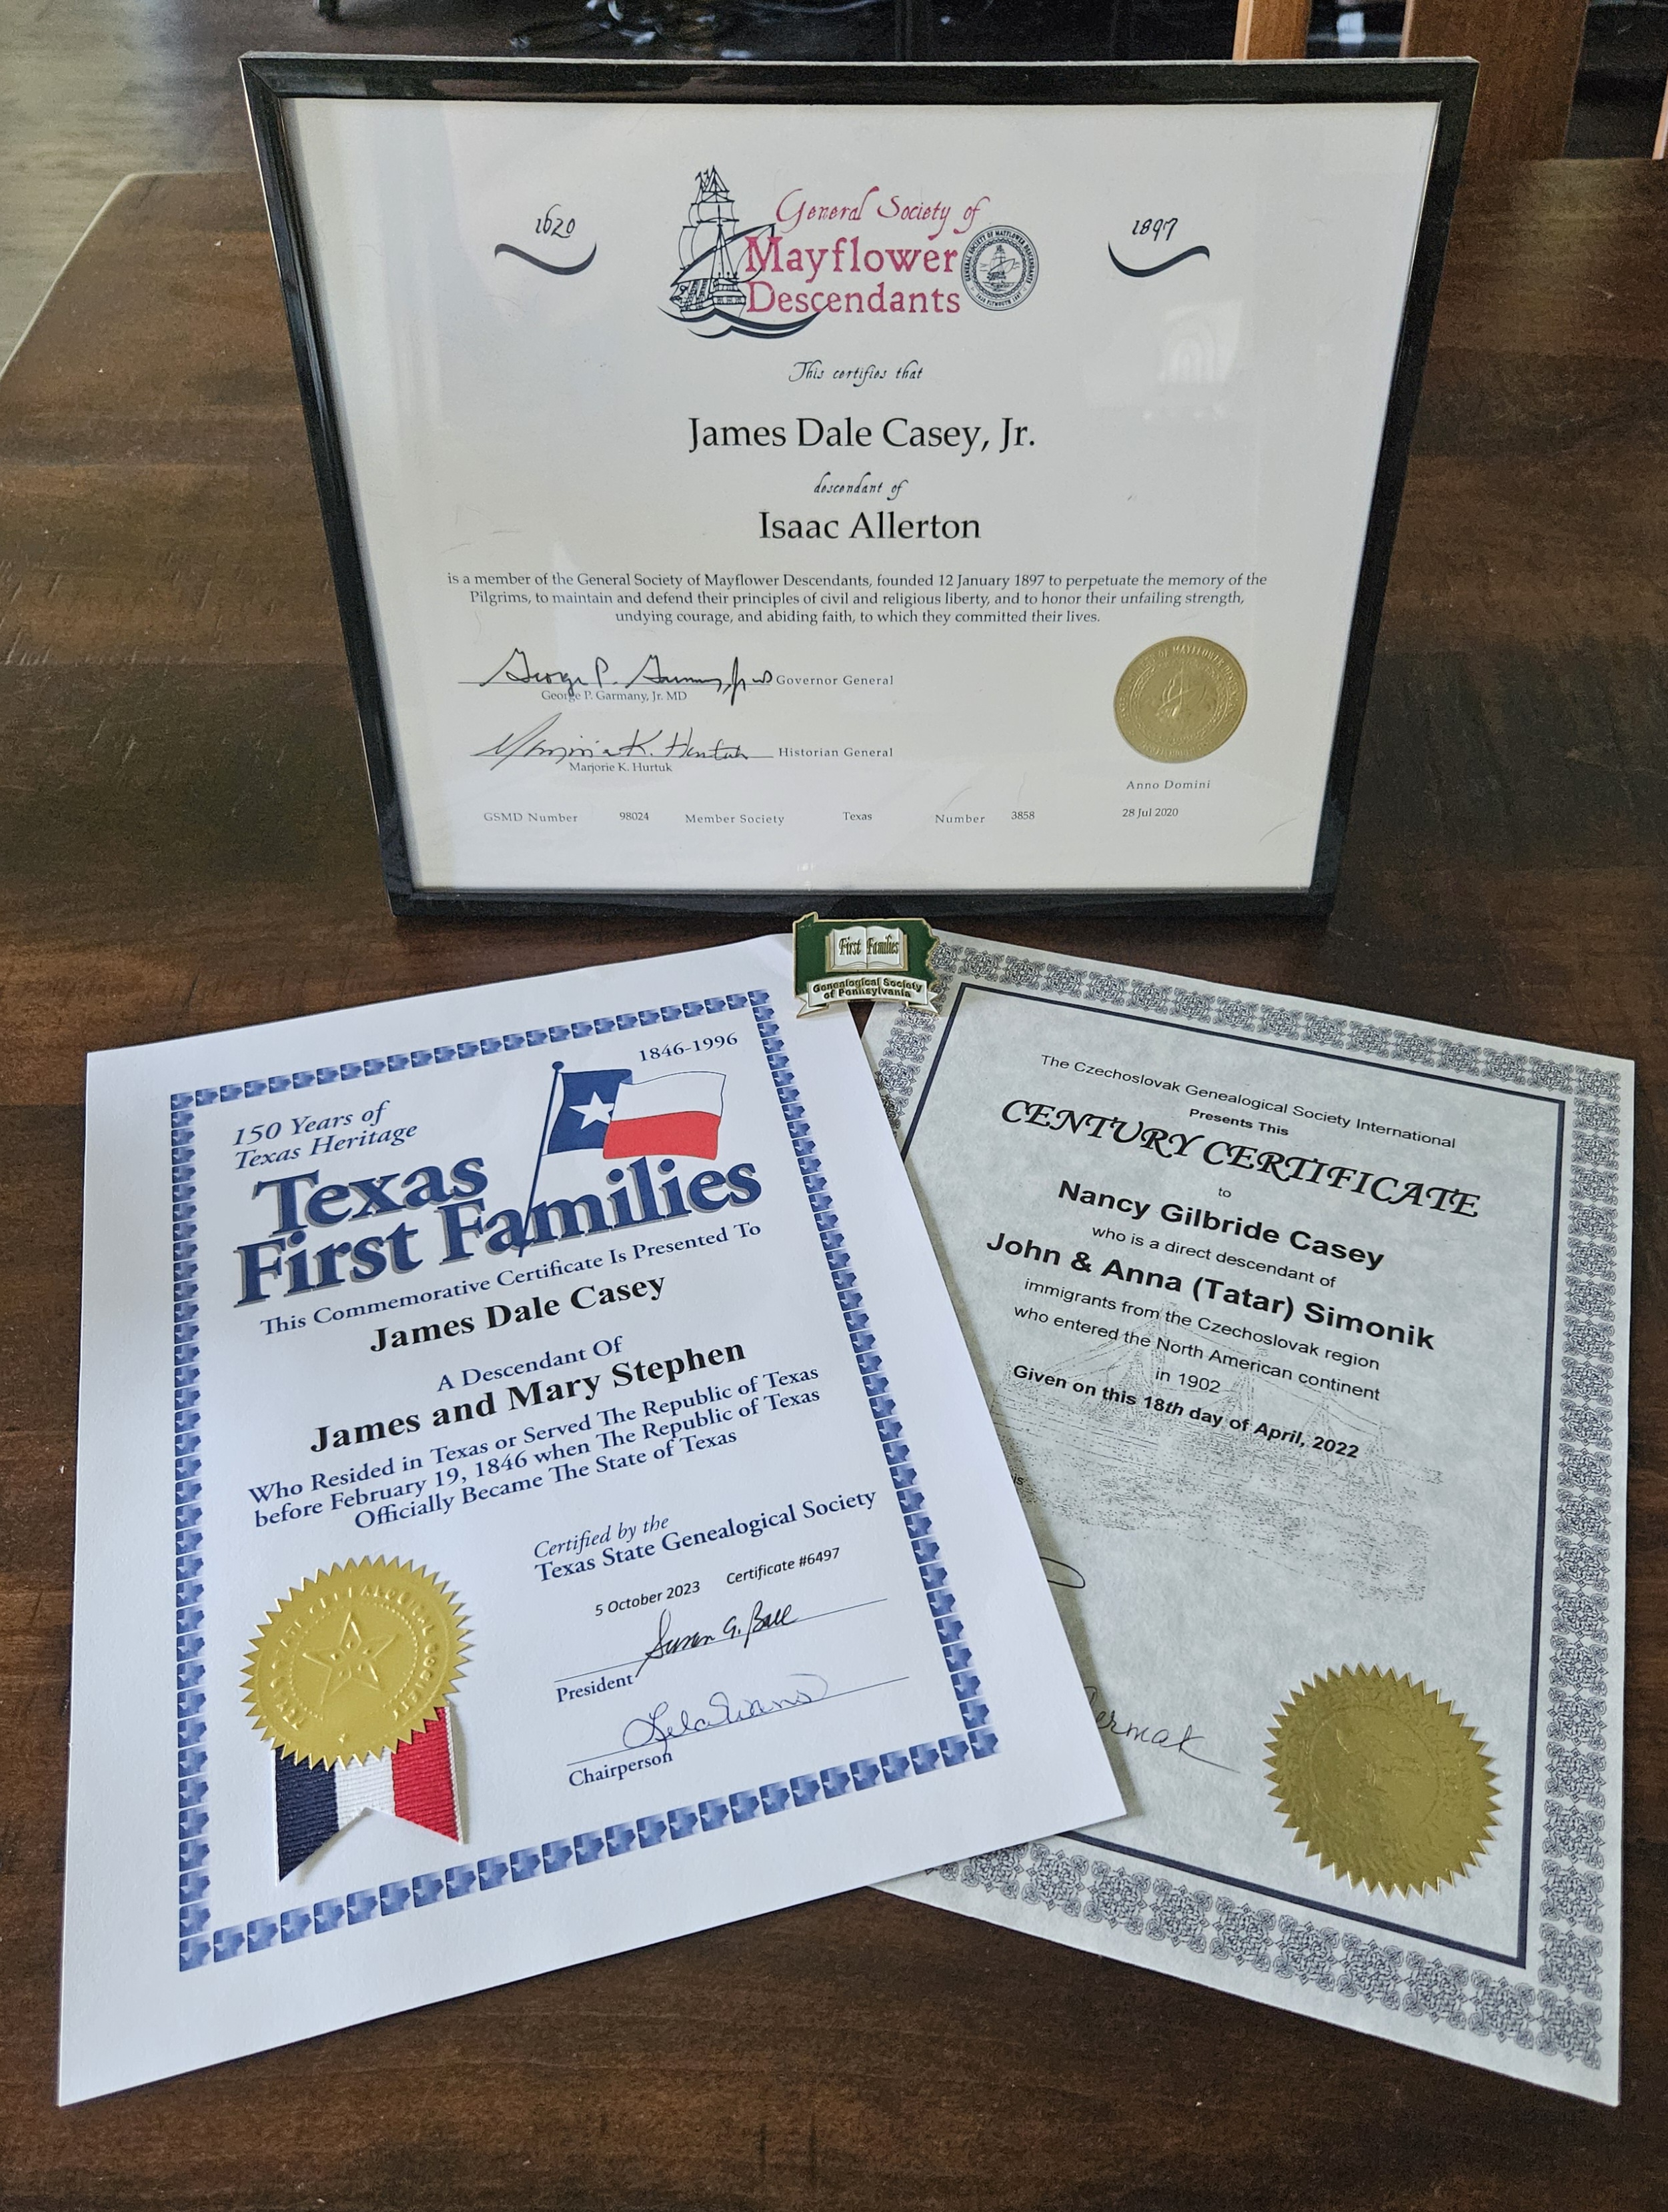 1620
General Society of
Mayflower
Descendants
1897
This certifies that
James Dale Casey, Jr.
descendant of
Isaac Allerton
is a member of the General Society of Mayflower Descendants, founded 12 January 1897 to perpetuate the memory of the
Pilgrims, to maintain and defend their principles of civil and religious liberty, and to honor their unfailing strength,
undying courage, and abiding faith, to which they committed their lives.
George P. Garmany, Jr MD Governor General
George P. Garmany, Jr. MD
Marjorie K. Hurtuk Historian General
Marjorie K. Hurtuk
Anno Domini
GSMD Number 98024 Member Society Texas Number 3858 28 Jul 2020
First Families
Genealogical Society
of Pennsylvania
1846-1996
150 Years of
Texas Heritage
Texas
First Families
This Commemorative Certificate Is Presented To
James Dale Casey
A Descendant Of
James and Mary Stephen
Who Resided in Texas or Served The Republic of Texas
before February 19, 1846 when The Republic of Texas
Officially Became The State of Texas
Certified by the
Texas State Genealogical Society
5 October 2023 Certificate #6497
Susan G. Ball
President
Lela Evans
Chairperson
The Czechoslovak Genealogical Society International
Presents This
CENTURY CERTIFICATE
to
Nancy Gilbride Casey
who is a direct descendant of
John & Anna (Tatar) Simonik
immigrants from the Czechoslovak region
who entered the North American continent
in 1902
Given on this 18th day of April, 2022